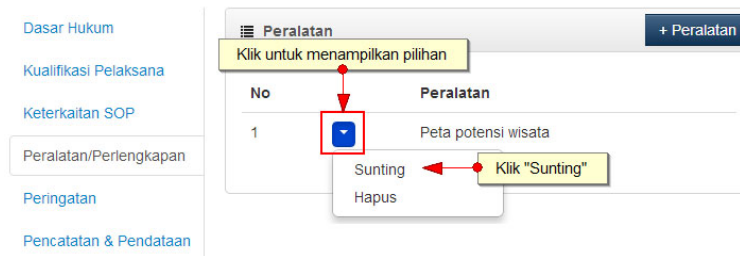 Dasar Hukum
Kualifikasi Pelaksana
Keterkaitan SOP
Peralatan/Perlengkapan
Peringatan
Pencatatan & Pendataan
Peralatan
+ Peralatan
Klik untuk menampilkan pilihan
No Peralatan
1 Peta potensi wisata
Sunting
Klik "Sunting"
Hapus